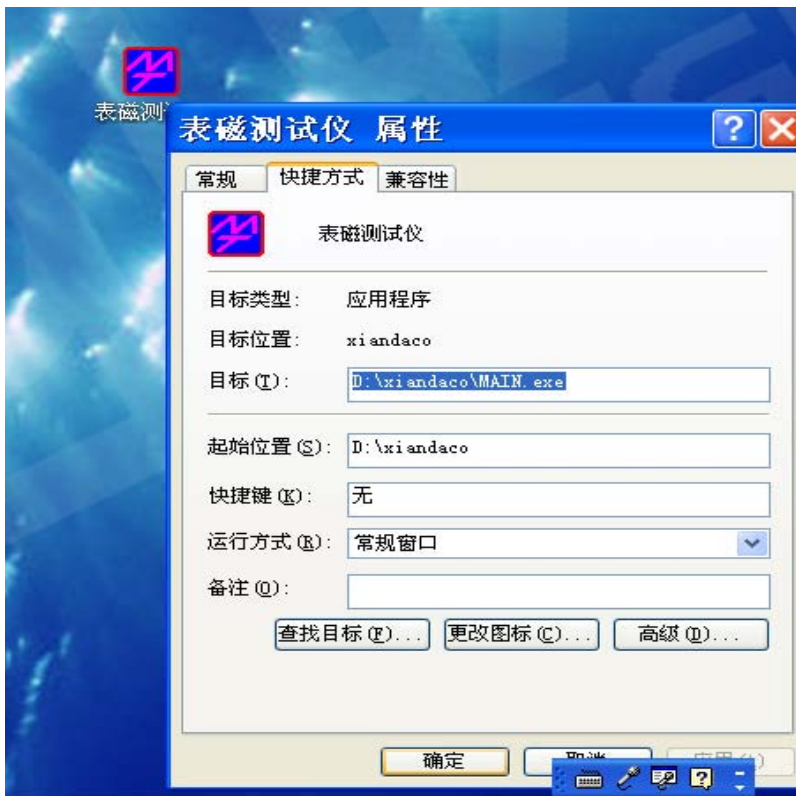 表磁测
表磁测试仪 属性
常规 快捷方式 兼容性
表磁测试仪
目标类型: 应用程序
目标位置: xiandaco
目标(T): D:\xiandaco\MAIN.exe
起始位置(S): D:\xiandaco
快捷键(K): 无
运行方式(R): 常规窗口
备注(O):
查找目标(F)... 更改图标(C)... 高级(D)...
确定